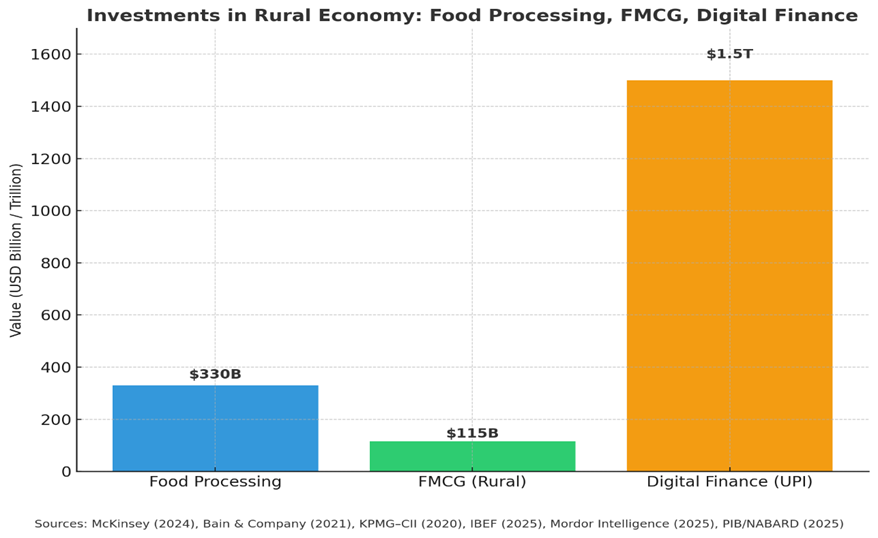 Investments in Rural Economy: Food Processing, FMCG, Digital Finance
Value (USD Billion / Trillion)
1600
1400
1200
1000
800
600
400
200
0
$330B
$115B
$1.5T
Food Processing
FMCG (Rural)
Digital Finance (UPI)
Sources: McKinsey (2024), Bain & Company (2021), KPMG–CII (2020), IBEF (2025), Mordor Intelligence (2025), PIB/NABARD (2025)